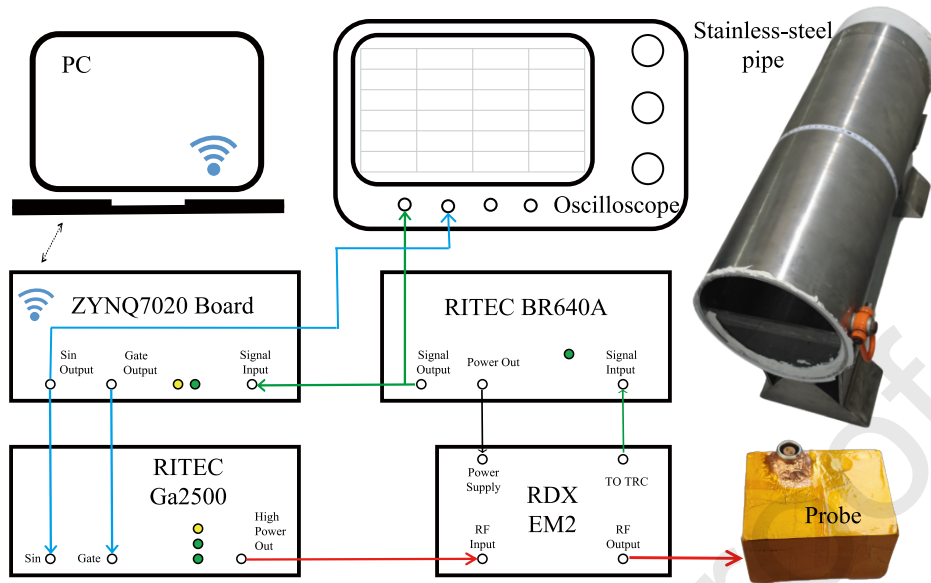 PC
Stainless-steel
pipe
Oscilloscope
ZYNQ7020 Board
Sin
Output
Gate
Output
Signal
Input
RITEC BR640A
Signal
Output
Power Out
Signal
Intput
RITEC
Ga2500
High
Power
Out
Sin
Gate
Power
Supply
TO TRC
RDX
EM2
RF
Input
RF
Output
Probe